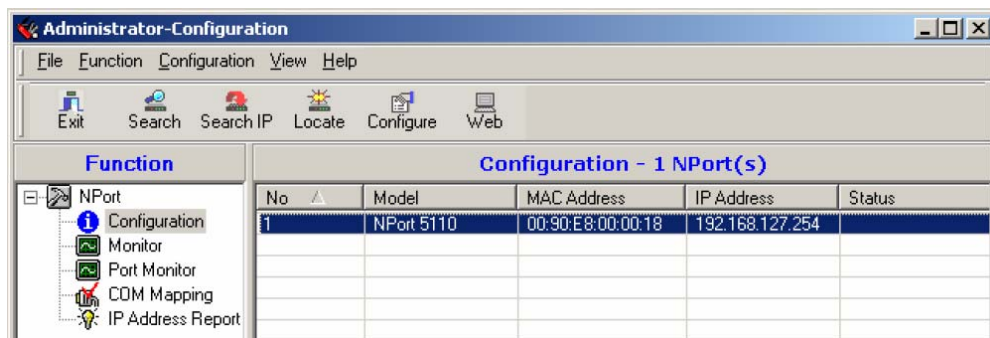 Administrator-Configuration
File Function Configuration View Help
Exit Search Search IP Locate Configure Web
Function
NPort
Configuration
Monitor
Port Monitor
COM Mapping
IP Address Report
Configuration - 1 NPort(s)
No Model MAC Address IP Address Status
1 NPort 5110 00:90:E8:00:00:18 192.168.127.254